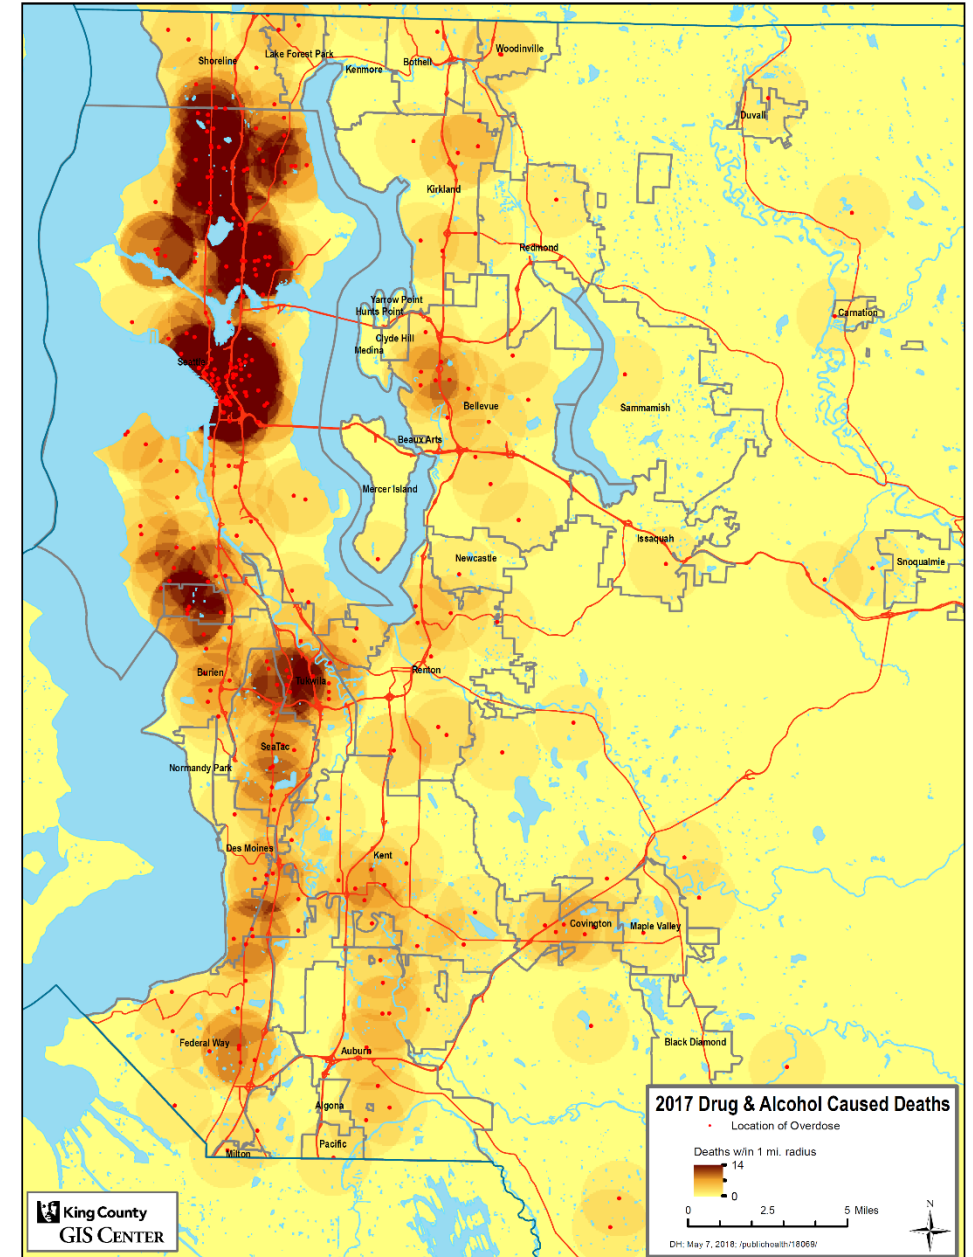 Woodinville
Lake Forest Park
Shoreline
Bothell
Kenmore
Duvall
Kirkland
Redmond
Yarrow Point
Hunts Point
Carnation
Clyde Hill
Medina
Seattle
Bellevue
Sammamish
Beaux Arts
Mercer Island
Issaquah
Newcastle
Snoqualmie
Burien
Renton
Tukwila
SeaTac
Normandy Park
Des Moines
Kent
Covington
Maple Valley
Federal Way
Auburn
Black Diamond
Algona
Pacific
Milton
2017 Drug & Alcohol Caused Deaths
Location of Overdose
Deaths w/in 1 mi. radius
14
0
0 2.5 5 Miles
N
DH: May 7, 2018; /publichealth/18069/
King County
GIS CENTER